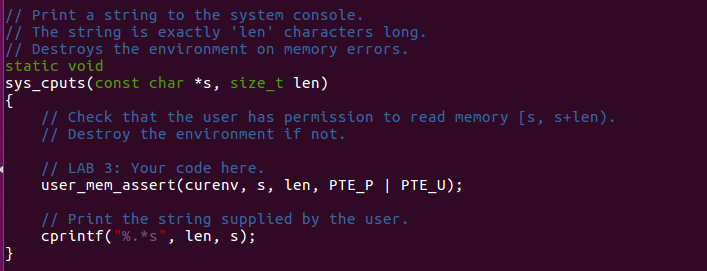 // Print a string to the system console.
// The string is exactly 'len' characters long.
// Destroys the environment on memory errors.
static void
sys_cputs(const char *s, size_t len)
{
    // Check that the user has permission to read memory [s, s+len).
    // Destroy the environment if not.

    // LAB 3: Your code here.
    user_mem_assert(curenv, s, len, PTE_P | PTE_U);

    // Print the string supplied by the user.
    cprintf("%.*s", len, s);
}